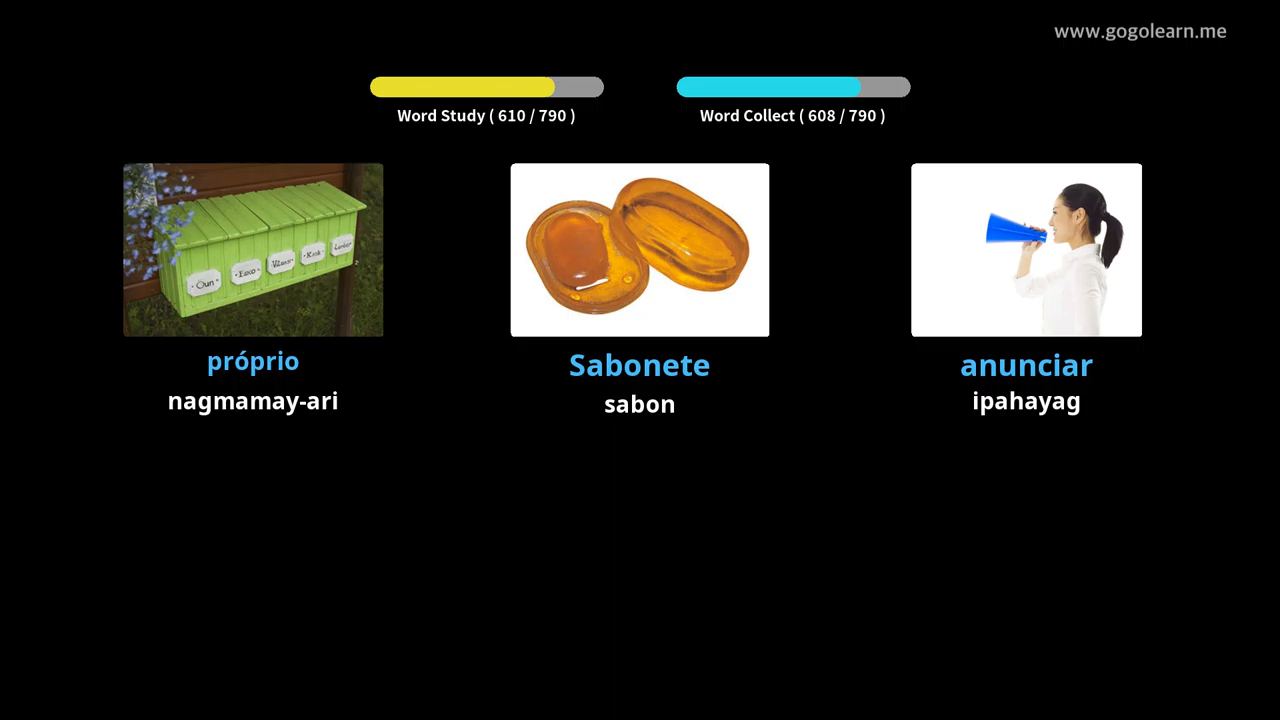 www.gogolearn.me
Word Study ( 610 / 790 )
Word Collect ( 608 / 790 )
próprio
Sabonete
anunciar
nagmamay-ari
sabon
ipahayag